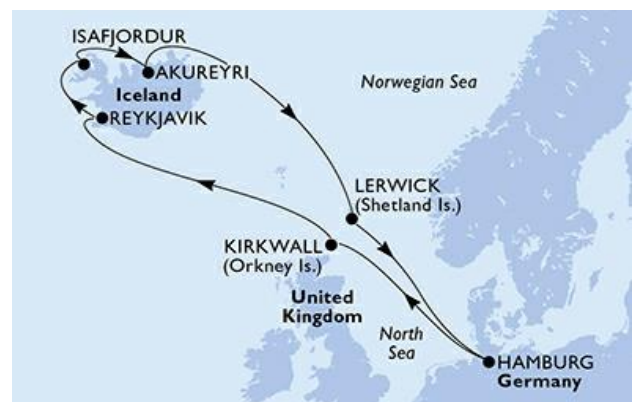 ISAFJORDUR
AKUREYRI
Iceland
REYKJAVIK
Norwegian Sea
LERWICK
(Shetland Is.)
KIRKWALL
(Orkney Is.)
United
Kingdom
North
Sea
HAMBURG
Germany